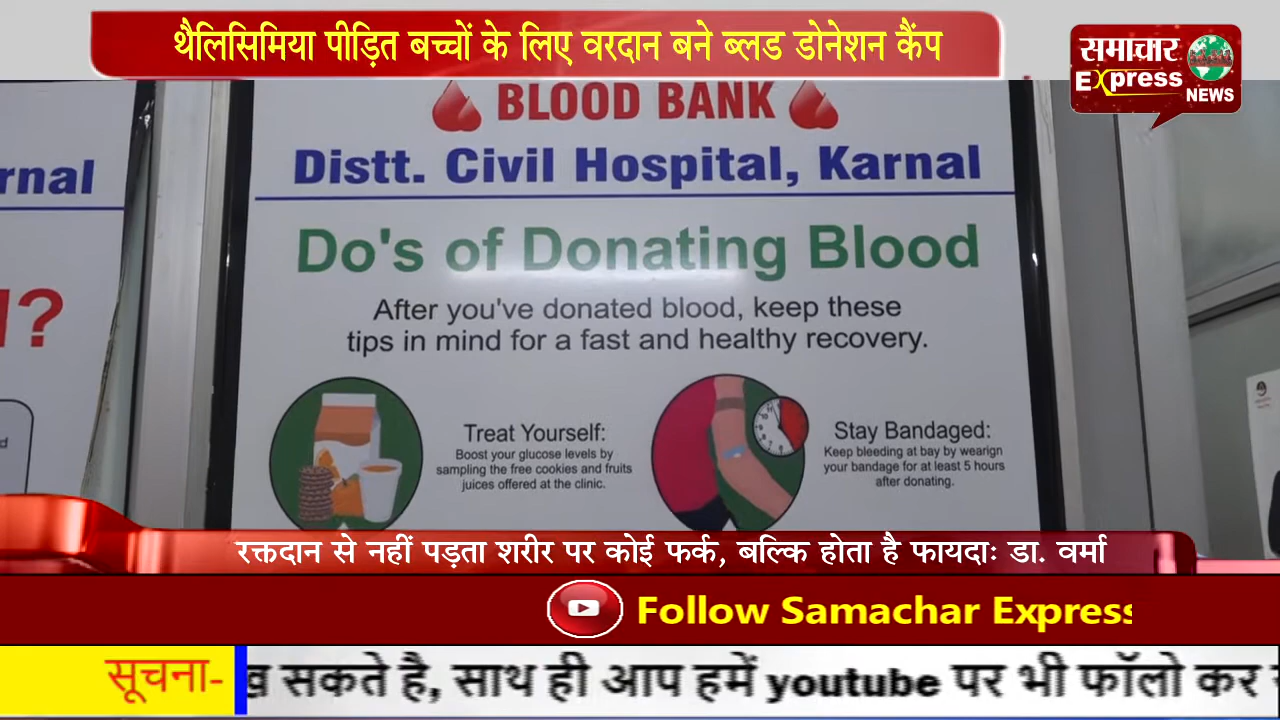 थैलिसिमिया पीड़ित बच्चों के लिए वरदान बने ब्लड डोनेशन कैंप
समाचार
Express
NEWS
BLOOD BANK
Distt. Civil Hospital, Karnal
rnal
Do's of Donating Blood
?
After you've donated blood, keep these
tips in mind for a fast and healthy recovery.
Treat Yourself:
Boost your glucose levels by
sampling the free cookies and fruits
juices offered at the clinic.
Stay Bandaged:
Keep bleeding at bay by wearign
your bandage for at least 5 hours
after donating.
रक्तदान से नहीं पड़ता शरीर पर कोई फर्क, बल्कि होता है फायदाः डा. वर्मा
Follow Samachar Express
सूचना-
सकते है, साथ ही आप हमें youtube पर भी फॉलो कर